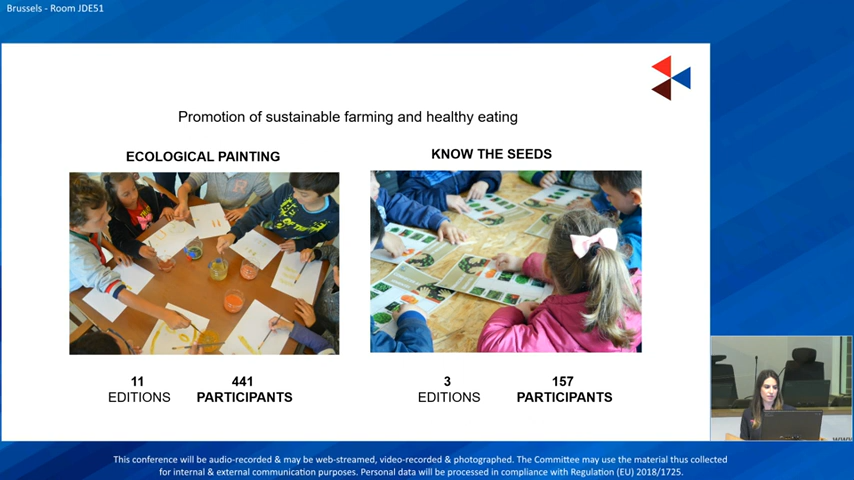 Brussels - Room JDE51
Promotion of sustainable farming and healthy eating
ECOLOGICAL PAINTING
KNOW THE SEEDS
11
EDITIONS
441
PARTICIPANTS
3
EDITIONS
157
PARTICIPANTS
This conference will be audio-recorded & may be web-streamed, video-recorded & photographed. The Committee may use the material thus collected
for internal & external communication purposes. Personal data will be processed in compliance with Regulation (EU) 2018/1725.